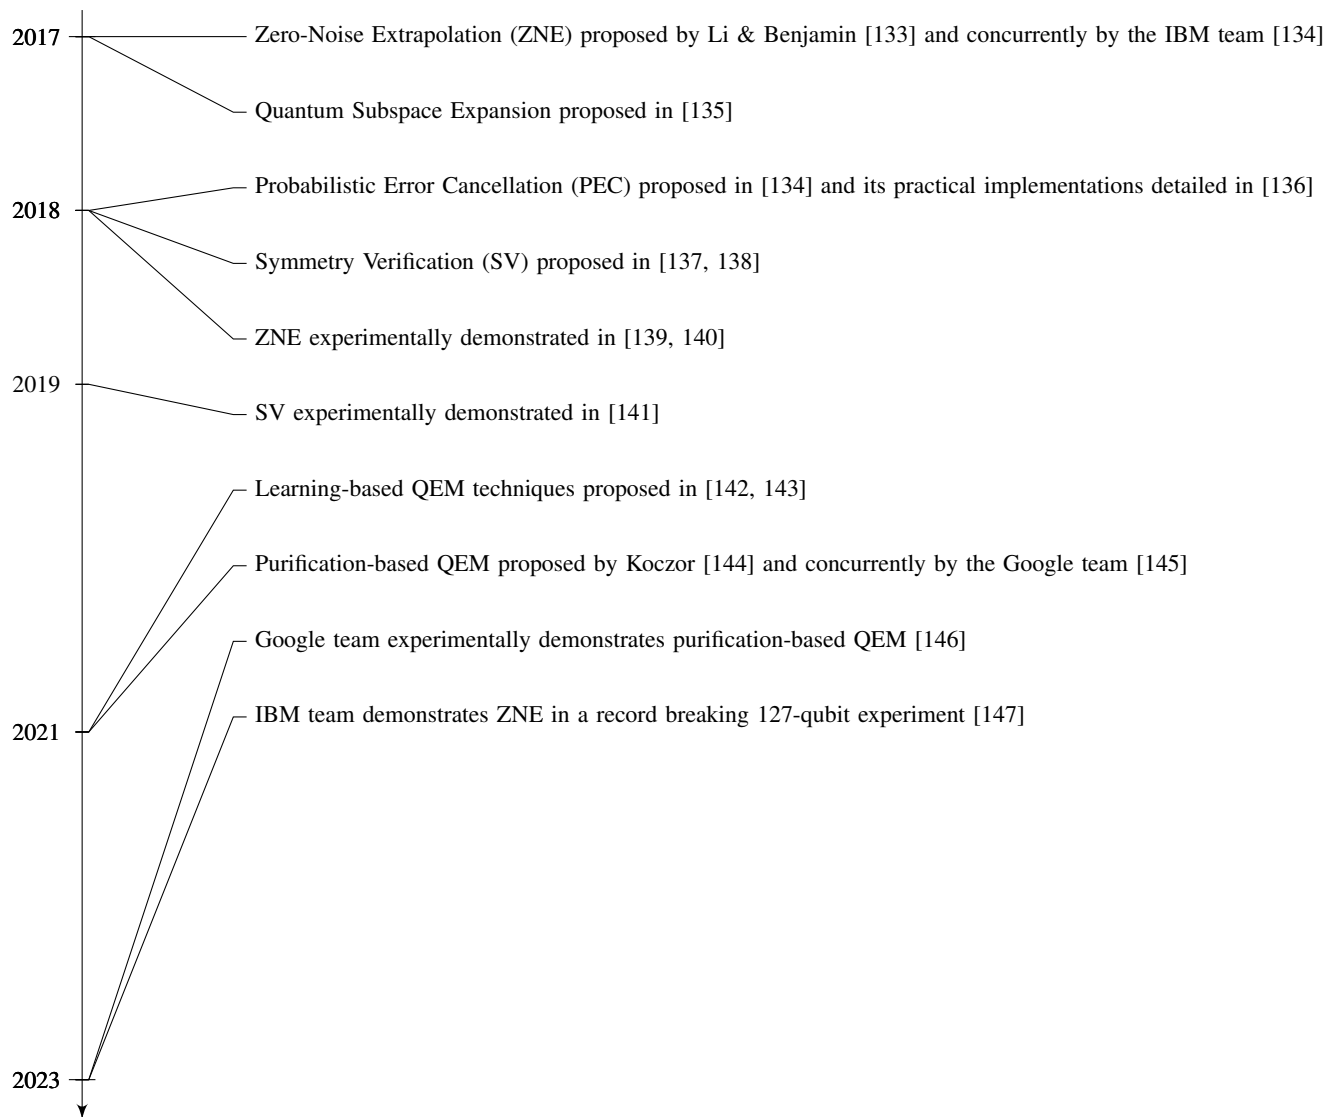 2017
Zero-Noise Extrapolation (ZNE) proposed by Li & Benjamin [133] and concurrently by the IBM team [134]
Quantum Subspace Expansion proposed in [135]
Probabilistic Error Cancellation (PEC) proposed in [134] and its practical implementations detailed in [136]
2018
Symmetry Verification (SV) proposed in [137, 138]
ZNE experimentally demonstrated in [139, 140]
2019
SV experimentally demonstrated in [141]
Learning-based QEM techniques proposed in [142, 143]
Purification-based QEM proposed by Koczor [144] and concurrently by the Google team [145]
Google team experimentally demonstrates purification-based QEM [146]
IBM team demonstrates ZNE in a record breaking 127-qubit experiment [147]
2021
2023